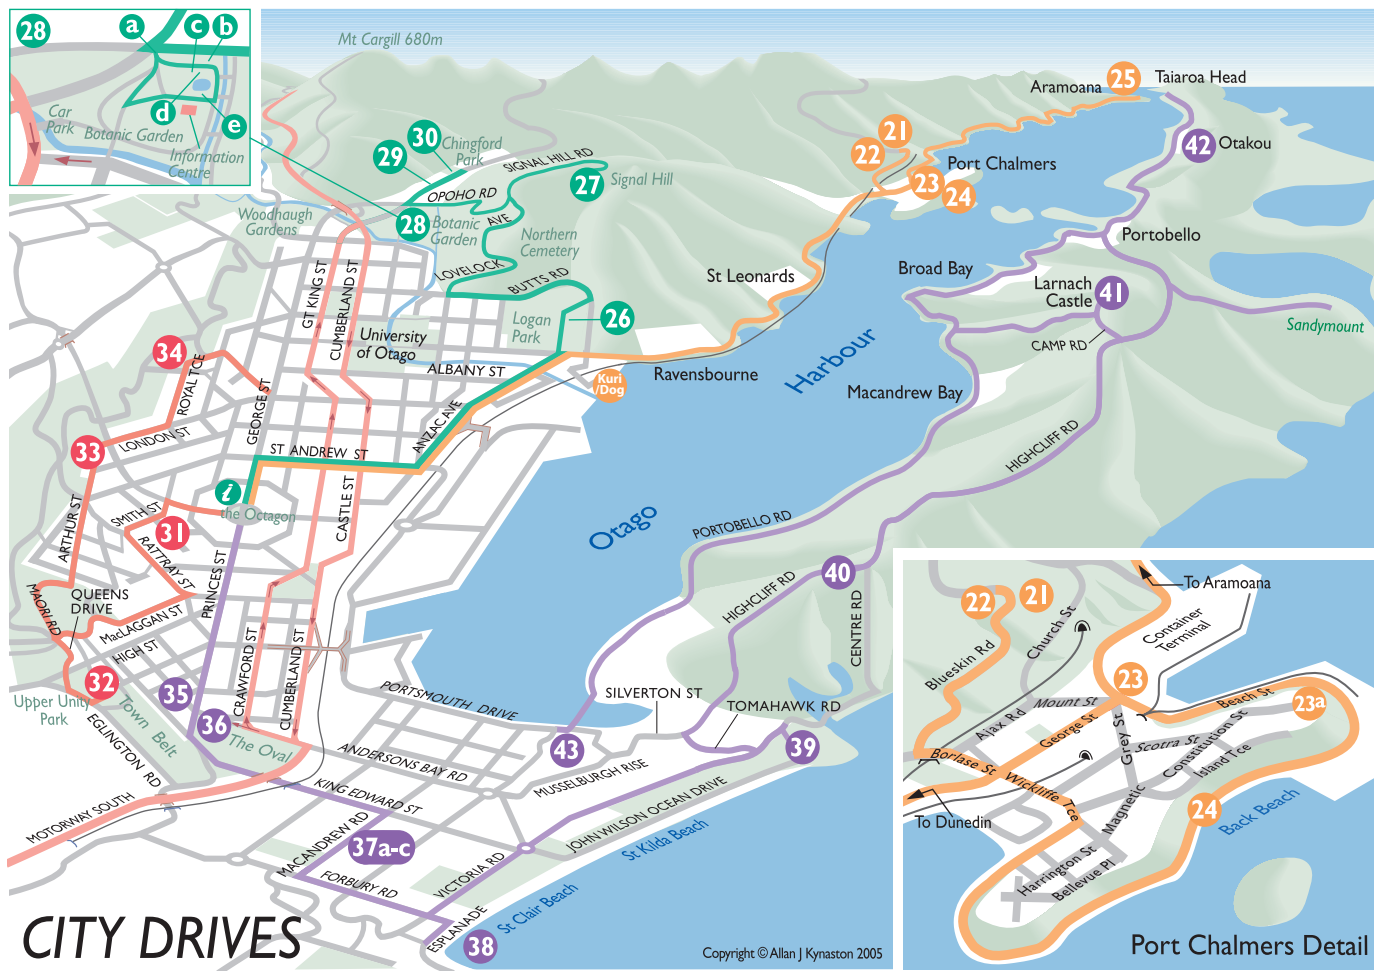 28
a
c
b
d
e
Car
Park
Botanic Garden
Information
Centre
Mt Cargill 680m
Aramoana
25
Taiaroa Head
42
Otakou
21
22
Port Chalmers
23
24
30
29
Chingford
Park
SIGNAL HILL RD
27
Signal Hill
OPOHO RD
28
Botanic
Garden
AVE
Northern
Cemetery
LOVELOCK
BUTTS RD
Woodhaugh
Gardens
Portobello
Broad Bay
Larnach
Castle
41
CAMP RD
Sandymount
St Leonards
GT KING ST
CUMBERLAND ST
University
of Otago
Logan
Park
26
ALBANY ST
Kuri
/Dog
Ravensbourne
Harbour
Macandrew Bay
34
ROYAL TCE
GEORGE ST
33
LONDON ST
ST ANDREW ST
ANZAC AVE
HIGHCLIFF RD
i
the Octagon
SMITH ST
31
ARTHUR ST
RATTRAY ST
CASTLE ST
Otago
PORTOBELLO RD
PRINCES ST
40
HIGHCLIFF RD
CENTRE RD
MAORI RD
QUEENS
DRIVE
MacLAGGAN ST
HIGH ST
32
35
36
Upper Unity
Park
Town Belt
EGLINGTON RD
CRAWFORD ST
CUMBERLAND ST
The Oval
PORTSMOUTH DRIVE
SILVERTON ST
TOMAHAWK RD
43
39
ANDERSONS BAY RD
MUSSELBURGH RISE
KING EDWARD ST
MOTORWAY SOUTH
MACANDREW RD
37a-c
JOHN WILSON OCEAN DRIVE
St Kilda Beach
FORBURY RD
VICTORIA RD
St Clair Beach
ESPLANADE
38
CITY DRIVES
Copyright © Allan J Kynaston 2005
To Aramoana
22
21
Church St
Container
Terminal
Blueskin Rd
23
Mount St
Beach St
23a
Ajax Rd
George St
Grey St
Scotra St
Constitution St
Island Tce
Borlase St
Wickliffe Tce
To Dunedin
24
Back Beach
Magnetic
Harrington St
Bellevue Pl
Port Chalmers Detail